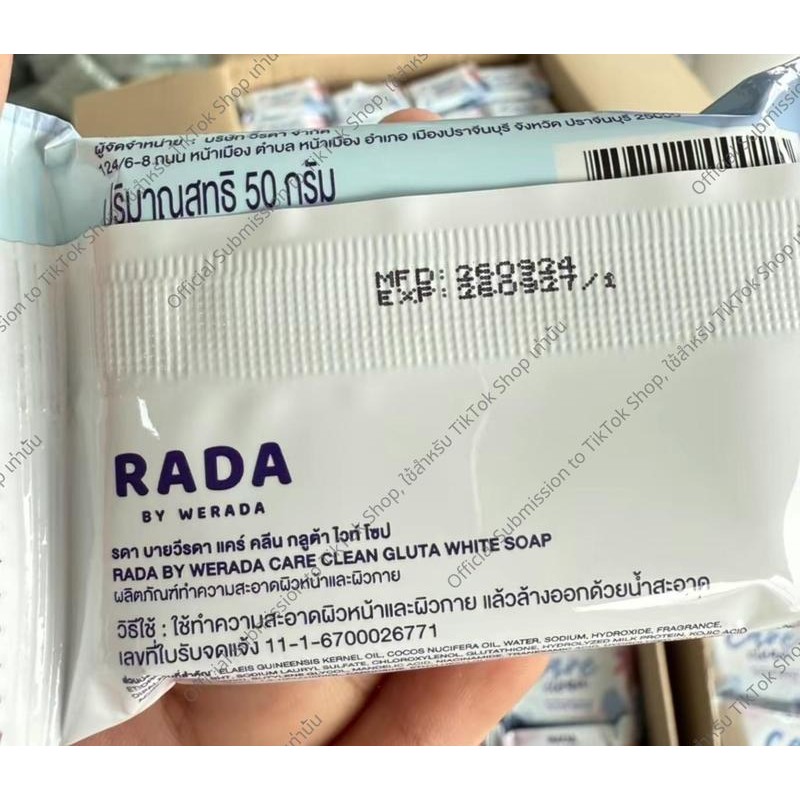 ผู้จัดจำหน่าย : บริษัท วีรดา จำกัด
124/6-8 ถนน หน้าเมือง ตำบล หน้าเมือง อำเภอ เมืองปราจีนบุรี จังหวัด ปราจีนบุรี 25000
ปริมาณสุทธิ 50 กรัม
MFD: 260924
EXP: 260927/1
RADA
BY WERADA
รดา บายวีรดา แคร์ คลีน กลูต้า ไวท์ โซป
RADA BY WERADA CARE CLEAN GLUTA WHITE SOAP
ผลิตภัณฑ์ทำความสะอาดผิวหน้าและผิวกาย
วิธีใช้ : ใช้ทำความสะอาดผิวหน้าและผิวกาย แล้วล้างออกด้วยน้ำสะอาด
เลขที่ใบรับจดแจ้ง 11-1-6700026771
ELAEIS GUINEENSIS KERNEL OIL, COCOS NUCIFERA OIL, WATER, SODIUM, HYDROXIDE, FRAGRANCE,
SODIUM LAURYL SULFATE, CHLOROXYLENOL, GLUTATHIONE, HYDROLYZED MILK PROTEIN, KOJIC ACID
BUTYLENE GLYCOL, MANDELIC ACID, NIACINAMIDE
Official Submission to TikTok Shop, ใช้สำหรับ TikTok Shop เท่านั้น